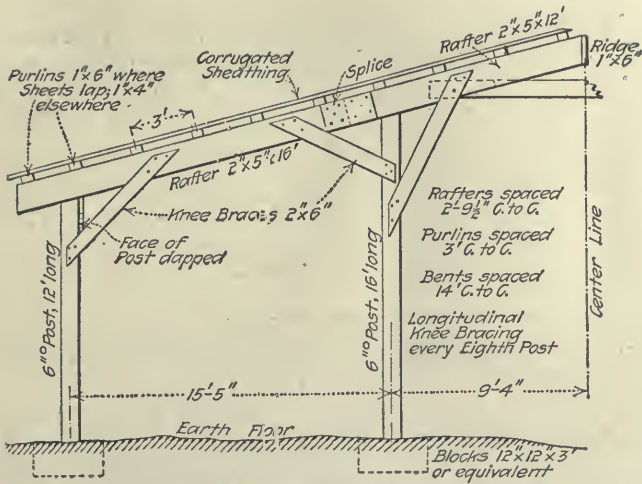 Rafter 2"x5"x12'
Ridge
1"x6"
Corrugated
Sheathing
Splice
Purlins 1"x6" where
Sheets lap; 1"x4"
elsewhere
3'
Rafter 2"x5"x16'
Knee Braces 2"x6"
Face of
Post dapped
6"° Post, 12' long
6"° Post, 16' long
Rafters spaced
2'-9½" C. to C.
Purlins spaced
3' C. to C.
Bents spaced
14' C. to C.
Longitudinal
Knee Bracing
every Eighth Post
Center Line
15'-5"
9'-4"
Earth Floor
Blocks 12"x12"x3'
or equivalent